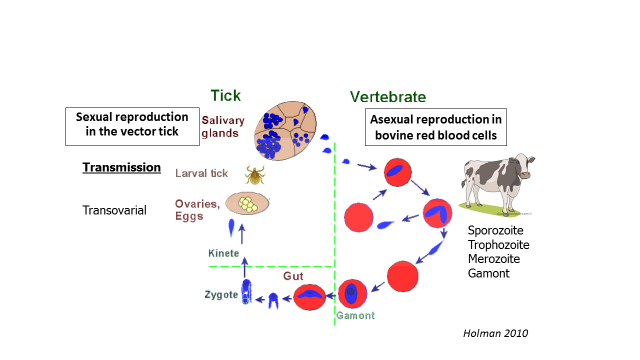 Tick
Vertebrate
Sexual reproduction
in the vector tick
Salivary
glands
Asexual reproduction in
bovine red blood cells
Transmission
Larval tick
Transovarial
Ovaries,
Eggs
Sporozoite
Trophozoite
Merozoite
Gamont
Kinete
Gut
Zygote
Gamont
Holman 2010